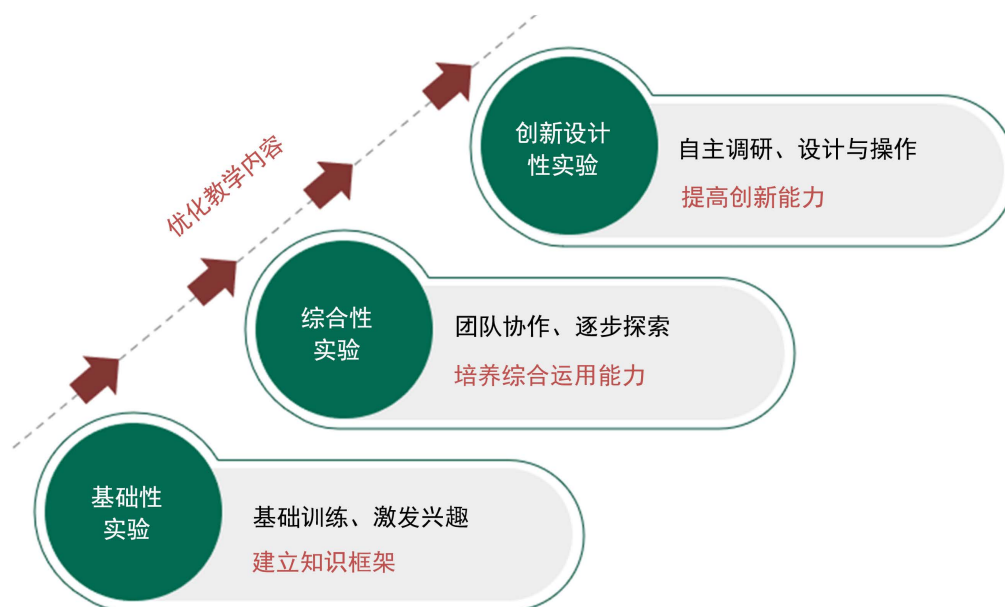 优化教学内容
创新设计
性实验
自主调研、设计与操作
提高创新能力
综合性
实验
团队协作、逐步探索
培养综合运用能力
基础性
实验
基础训练、激发兴趣
建立知识框架